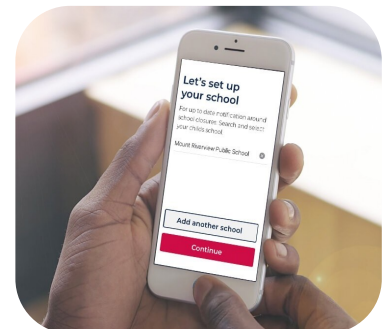 Let's set up
your school
For up to date notification around
school closures. Search and select
your childs school.
Mount Riverview Public School
Add another school
Continue